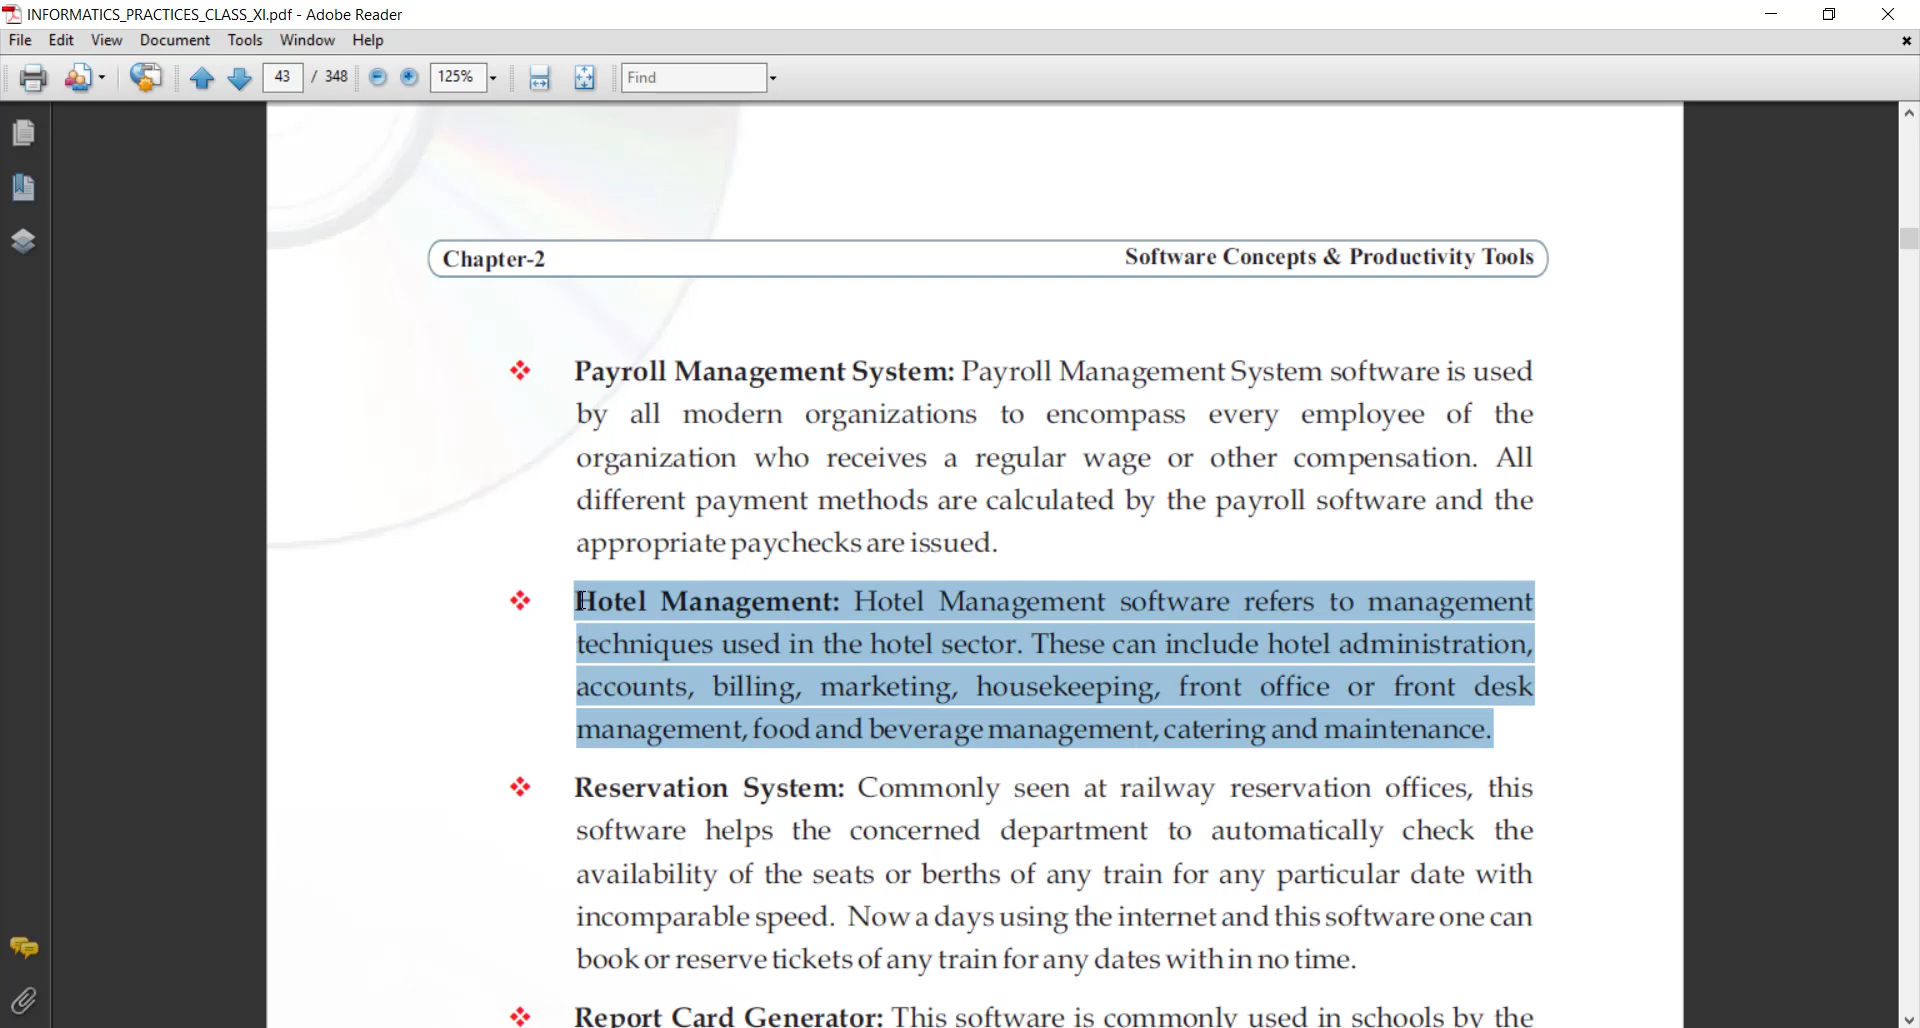 INFORMATICS_PRACTICES_CLASS_XI.pdf - Adobe Reader
File Edit View Document Tools Window Help
43 / 348 125% Find
Chapter-2 Software Concepts & Productivity Tools
Payroll Management System: Payroll Management System software is used
by all modern organizations to encompass every employee of the
organization who receives a regular wage or other compensation. All
different payment methods are calculated by the payroll software and the
appropriate paychecks are issued.
Hotel Management: Hotel Management software refers to management
techniques used in the hotel sector. These can include hotel administration,
accounts, billing, marketing, housekeeping, front office or front desk
management, food and beverage management, catering and maintenance.
Reservation System: Commonly seen at railway reservation offices, this
software helps the concerned department to automatically check the
availability of the seats or berths of any train for any particular date with
incomparable speed. Now a days using the internet and this software one can
book or reserve tickets of any train for any dates with in no time.
Report Card Generator: This software is commonly used in schools by the